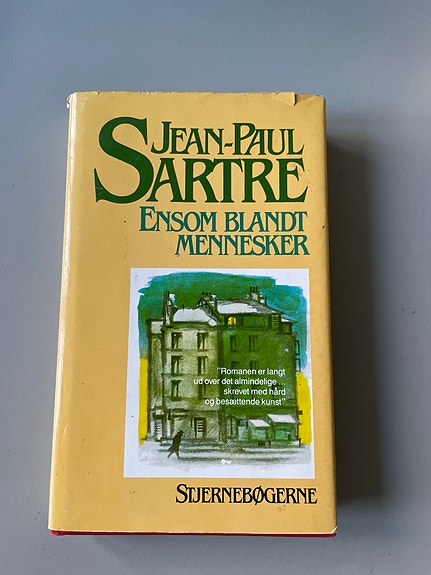 JEAN-PAUL
SARTRE
ENSOM BLANDT
MENNESKER
"Romanen er langt
ud over det almindelige ...
skrevet med hård
og besættende kunst"
STJERNEBØGERNE